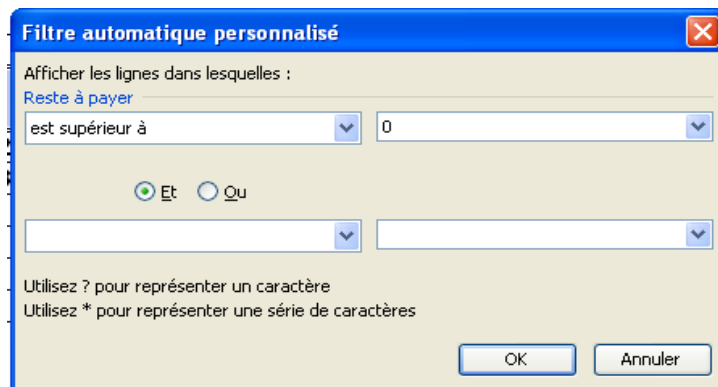 Filtre automatique personnalisé
Afficher les lignes dans lesquelles :
Reste à payer
est supérieur à 0
Et Ou
Utilisez ? pour représenter un caractère
Utilisez * pour représenter une série de caractères
OK Annuler